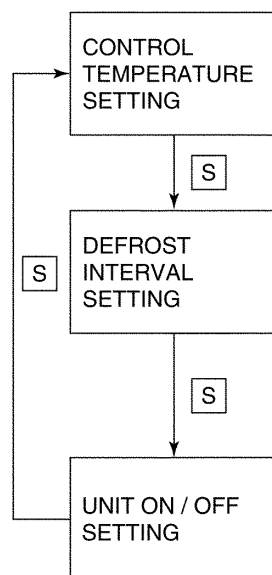 CONTROL
TEMPERATURE
SETTING
S
DEFROST
INTERVAL
SETTING
S
S
UNIT ON / OFF
SETTING